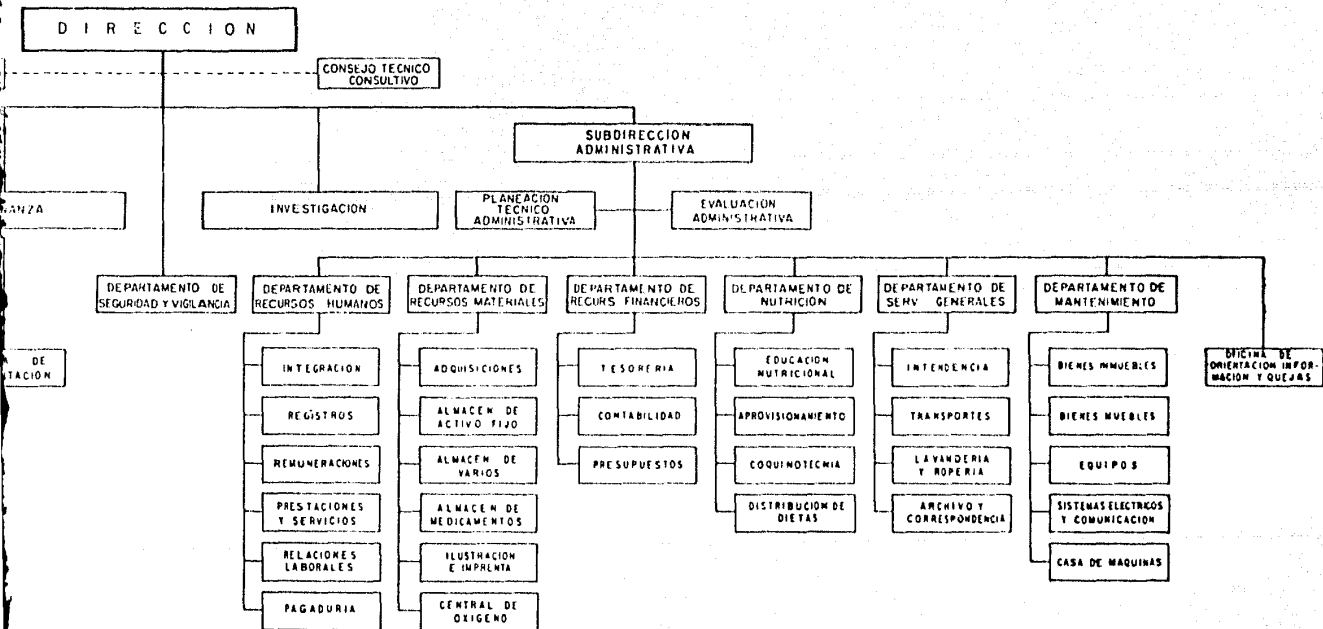 DIRECCION
CONSEJO TECNICO
CONSULTIVO
SUBDIRECCION
ADMINISTRATIVA
NANZA
INVESTIGACION
PLANEACION
TECNICO
ADMINISTRATIVA
EVALUACION
ADMINISTRATIVA
DEPARTAMENTO DE
SEGURIDAD Y VIGILANCIA
DEPARTAMENTO DE
RECURSOS HUMANOS
DEPARTAMENTO DE
RECURSOS MATERIALES
DEPARTAMENTO DE
RECURS FINANCIEROS
DEPARTAMENTO DE
NUTRICION
DEPARTAMENTO DE
SERV GENERALES
DEPARTAMENTO DE
MANTENIMIENTO
DE
TACION
INTEGRACION
REGISTROS
REMUNERACIONES
PRESTACIONES
Y SERVICIOS
RELACIONES
LABORALES
PAGADURIA
ADQUISICIONES
ALMACEN DE
ACTIVO FIJO
ALMACEN DE
VARIOS
ALMACEN DE
MEDICAMENTOS
ILUSTRACION
E IMPRENTA
CENTRAL DE
OXIGENO
TESORERIA
CONTABILIDAD
PRESUPUESTOS
EDUCACION
NUTRICIONAL
APROVISIONAMIENTO
COQUINOTECNIA
DISTRIBUCION DE
DIETAS
INTENDENCIA
TRANSPORTES
LAVANDERIA
Y ROPERIA
ARCHIVO Y
CORRESPONDENCIA
BIENES INMUEBLES
BIENES MUEBLES
EQUIPOS
SISTEMAS ELECTRICOS
Y COMUNICACION
CASA DE MAQUINAS
OFICINA DE
ORIENTACION INFOR-
MACION Y QUEJAS